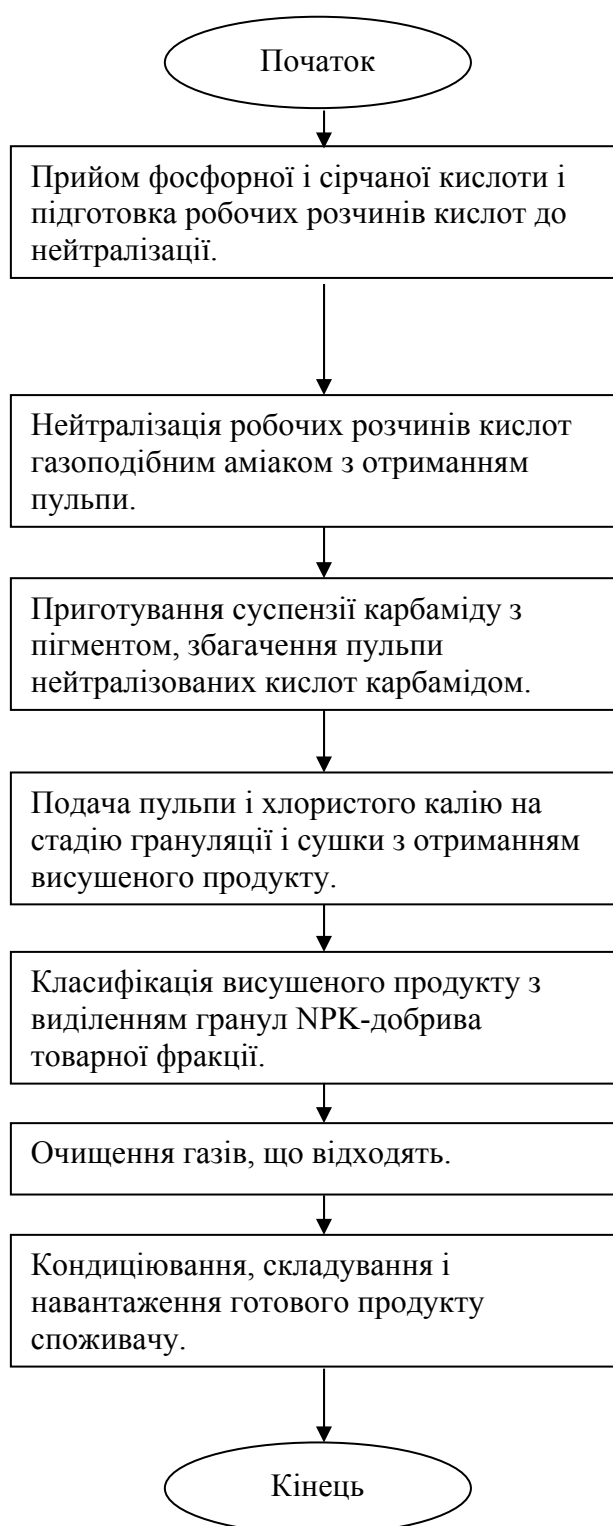 Початок
Прийом фосфорної і сірчаної кислоти і
підготовка робочих розчинів кислот до
нейтралізації.
Нейтралізація робочих розчинів кислот
газоподібним аміаком з отриманням
пульпи.
Приготування суспензії карбаміду з
пігментом, збагачення пульпи
нейтралізованих кислот карбамідом.
Подача пульпи і хлористого калію на
стадію грануляції і сушки з отриманням
висушеного продукту.
Класифікація висушеного продукту з
виділенням гранул NPK-добрива
товарної фракції.
Очищення газів, що відходять.
Кондиціювання, складування і
навантаження готового продукту
споживачу.
Кінець